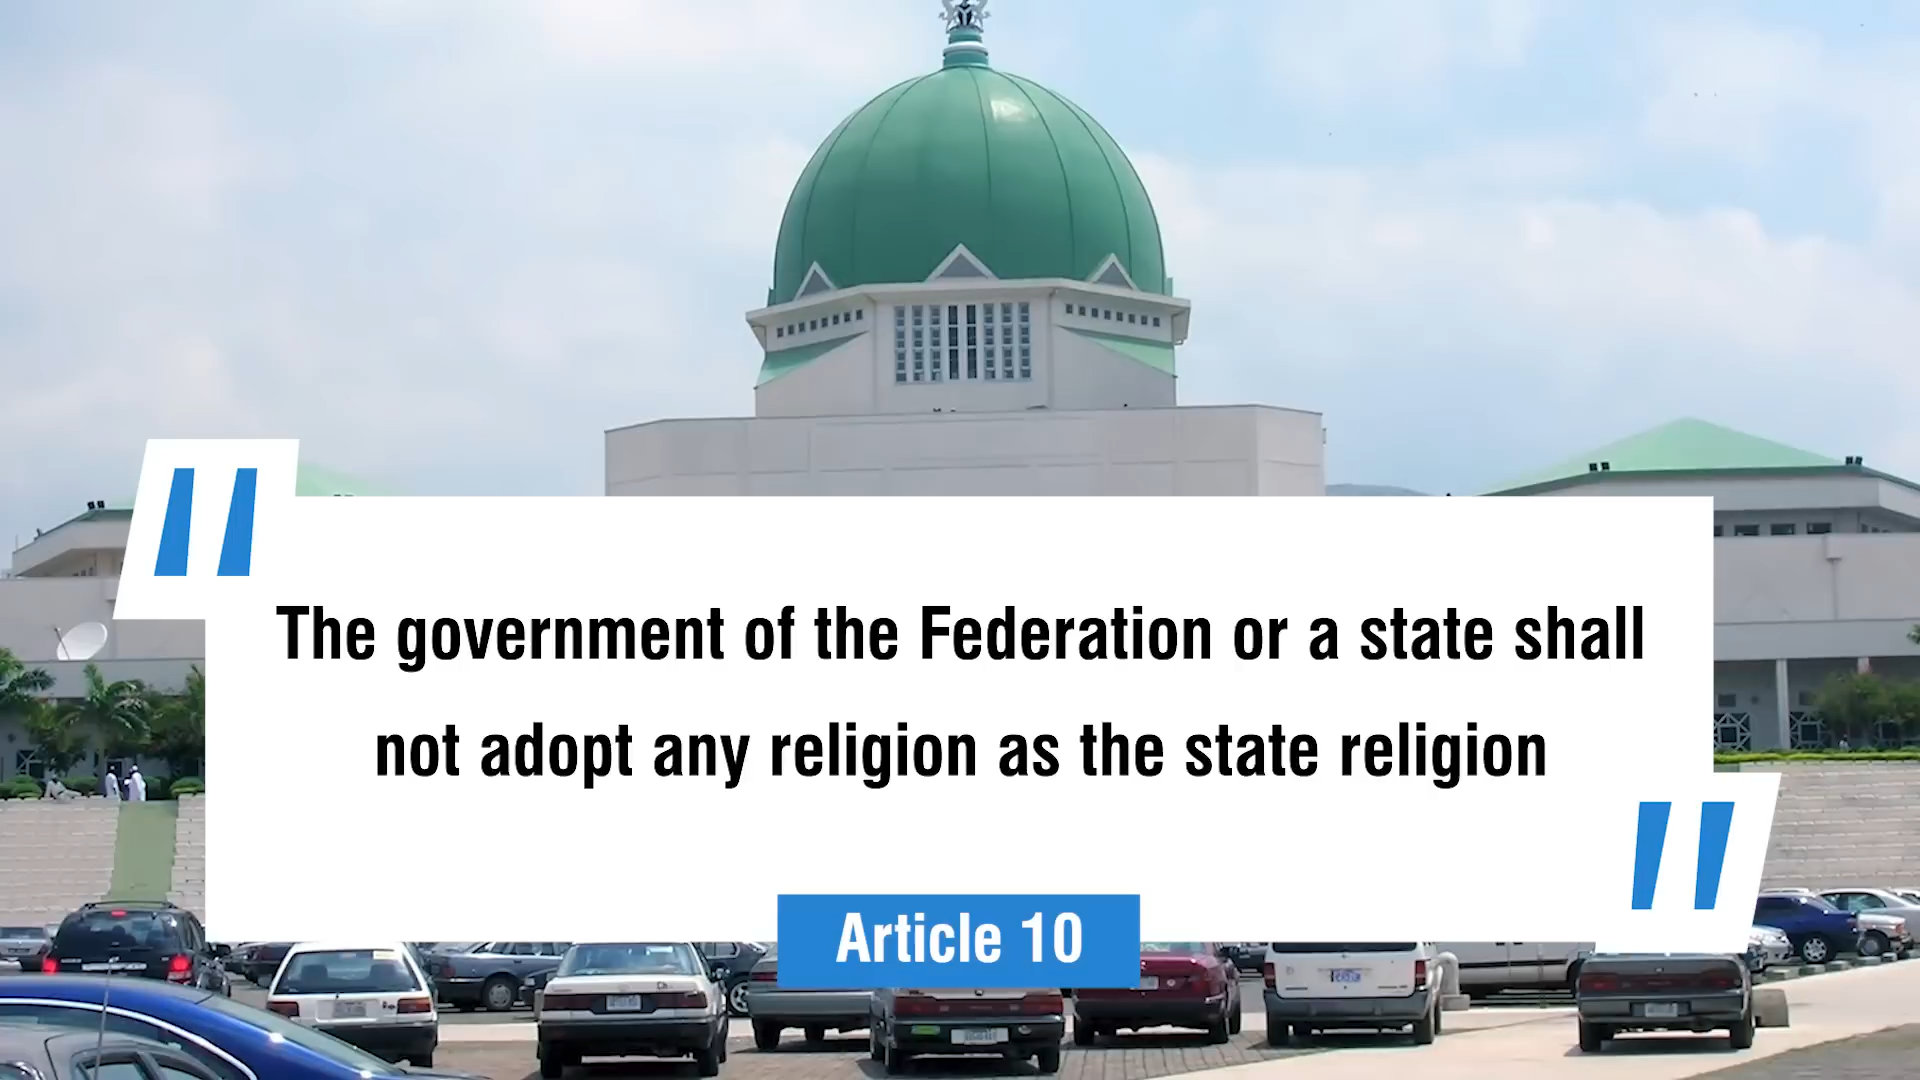 "
The government of the Federation or a state shall
not adopt any religion as the state religion
"
Article 10